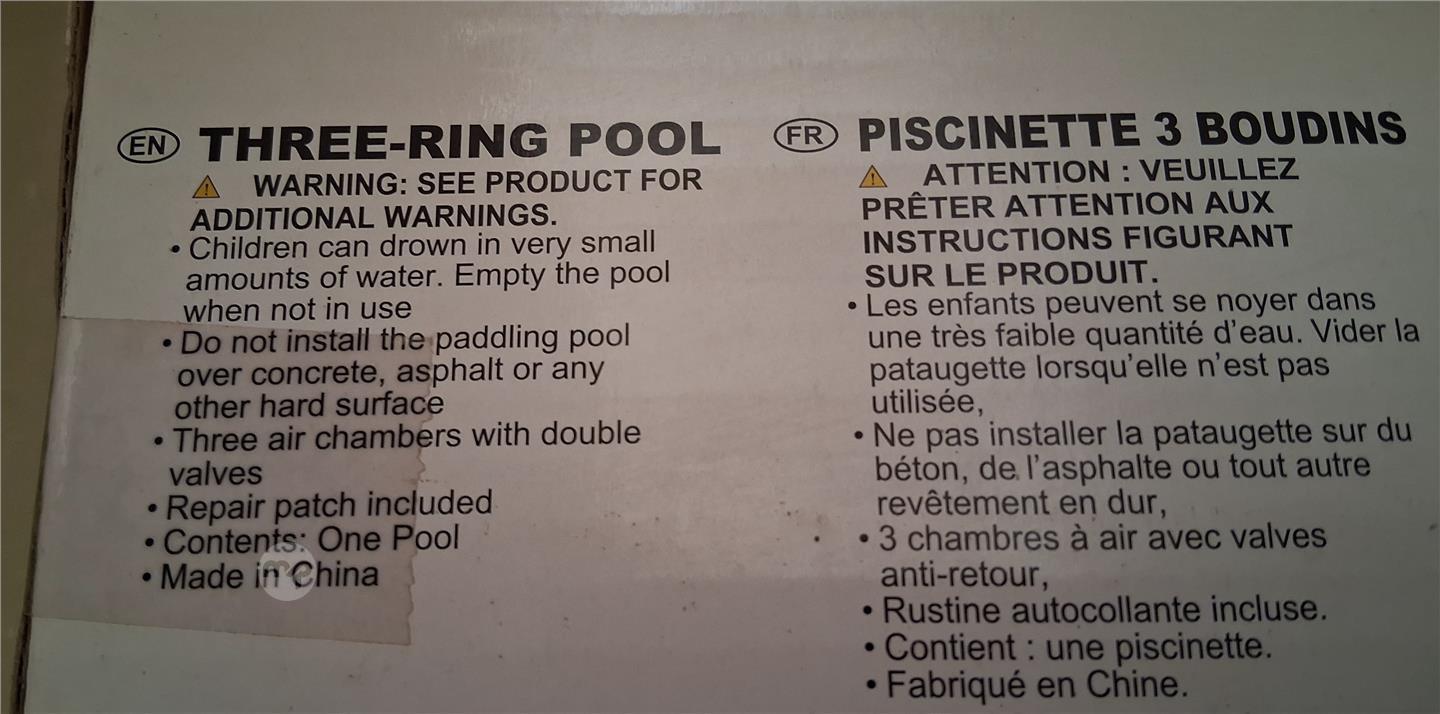 EN THREE-RING POOL
WARNING: SEE PRODUCT FOR
ADDITIONAL WARNINGS.
• Children can drown in very small
amounts of water. Empty the pool
when not in use
• Do not install the paddling pool
over concrete, asphalt or any
other hard surface
• Three air chambers with double
valves
• Repair patch included
• Contents: One Pool
• Made in China
FR PISCINETTE 3 BOUDINS
ATTENTION : VEUILLEZ
PRÊTER ATTENTION AUX
INSTRUCTIONS FIGURANT
SUR LE PRODUIT.
• Les enfants peuvent se noyer dans
une très faible quantité d'eau. Vider la
pataugette lorsqu'elle n'est pas
utilisée,
• Ne pas installer la pataugette sur du
béton, de l'asphalte ou tout autre
revêtement en dur,
• 3 chambres à air avec valves
anti-retour,
• Rustine autocollante incluse.
• Contient : une piscinette.
• Fabriqué en Chine.